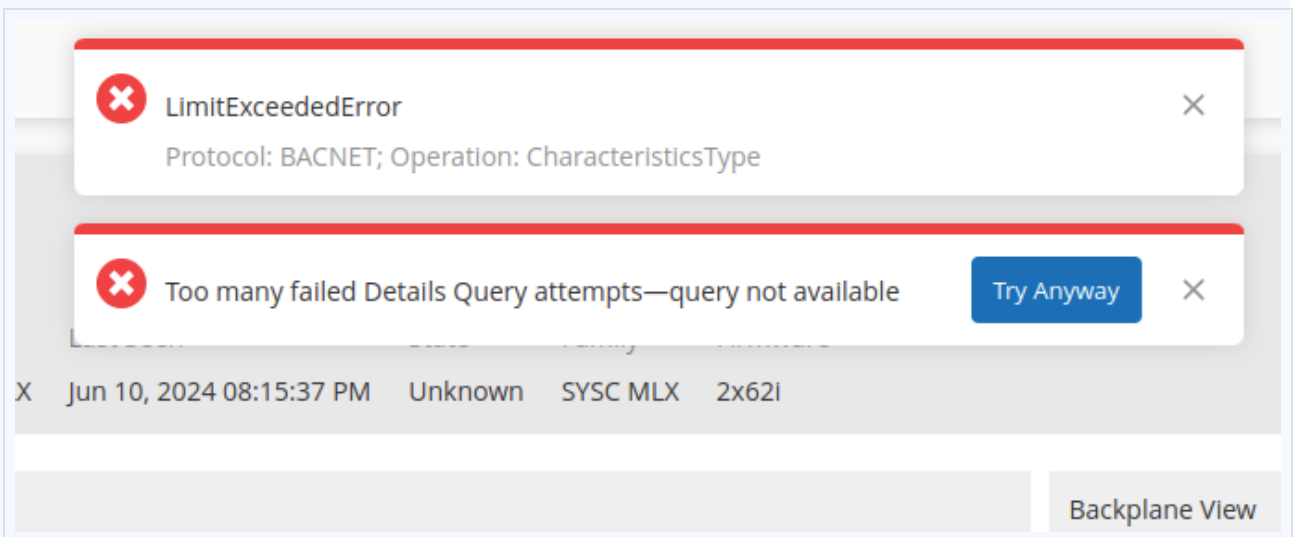 LimitExceededError
Protocol: BACNET; Operation: CharacteristicsType
Too many failed Details Query attempts—query not available
Try Anyway
X Jun 10, 2024 08:15:37 PM Unknown SYSC MLX 2x62i
Backplane View